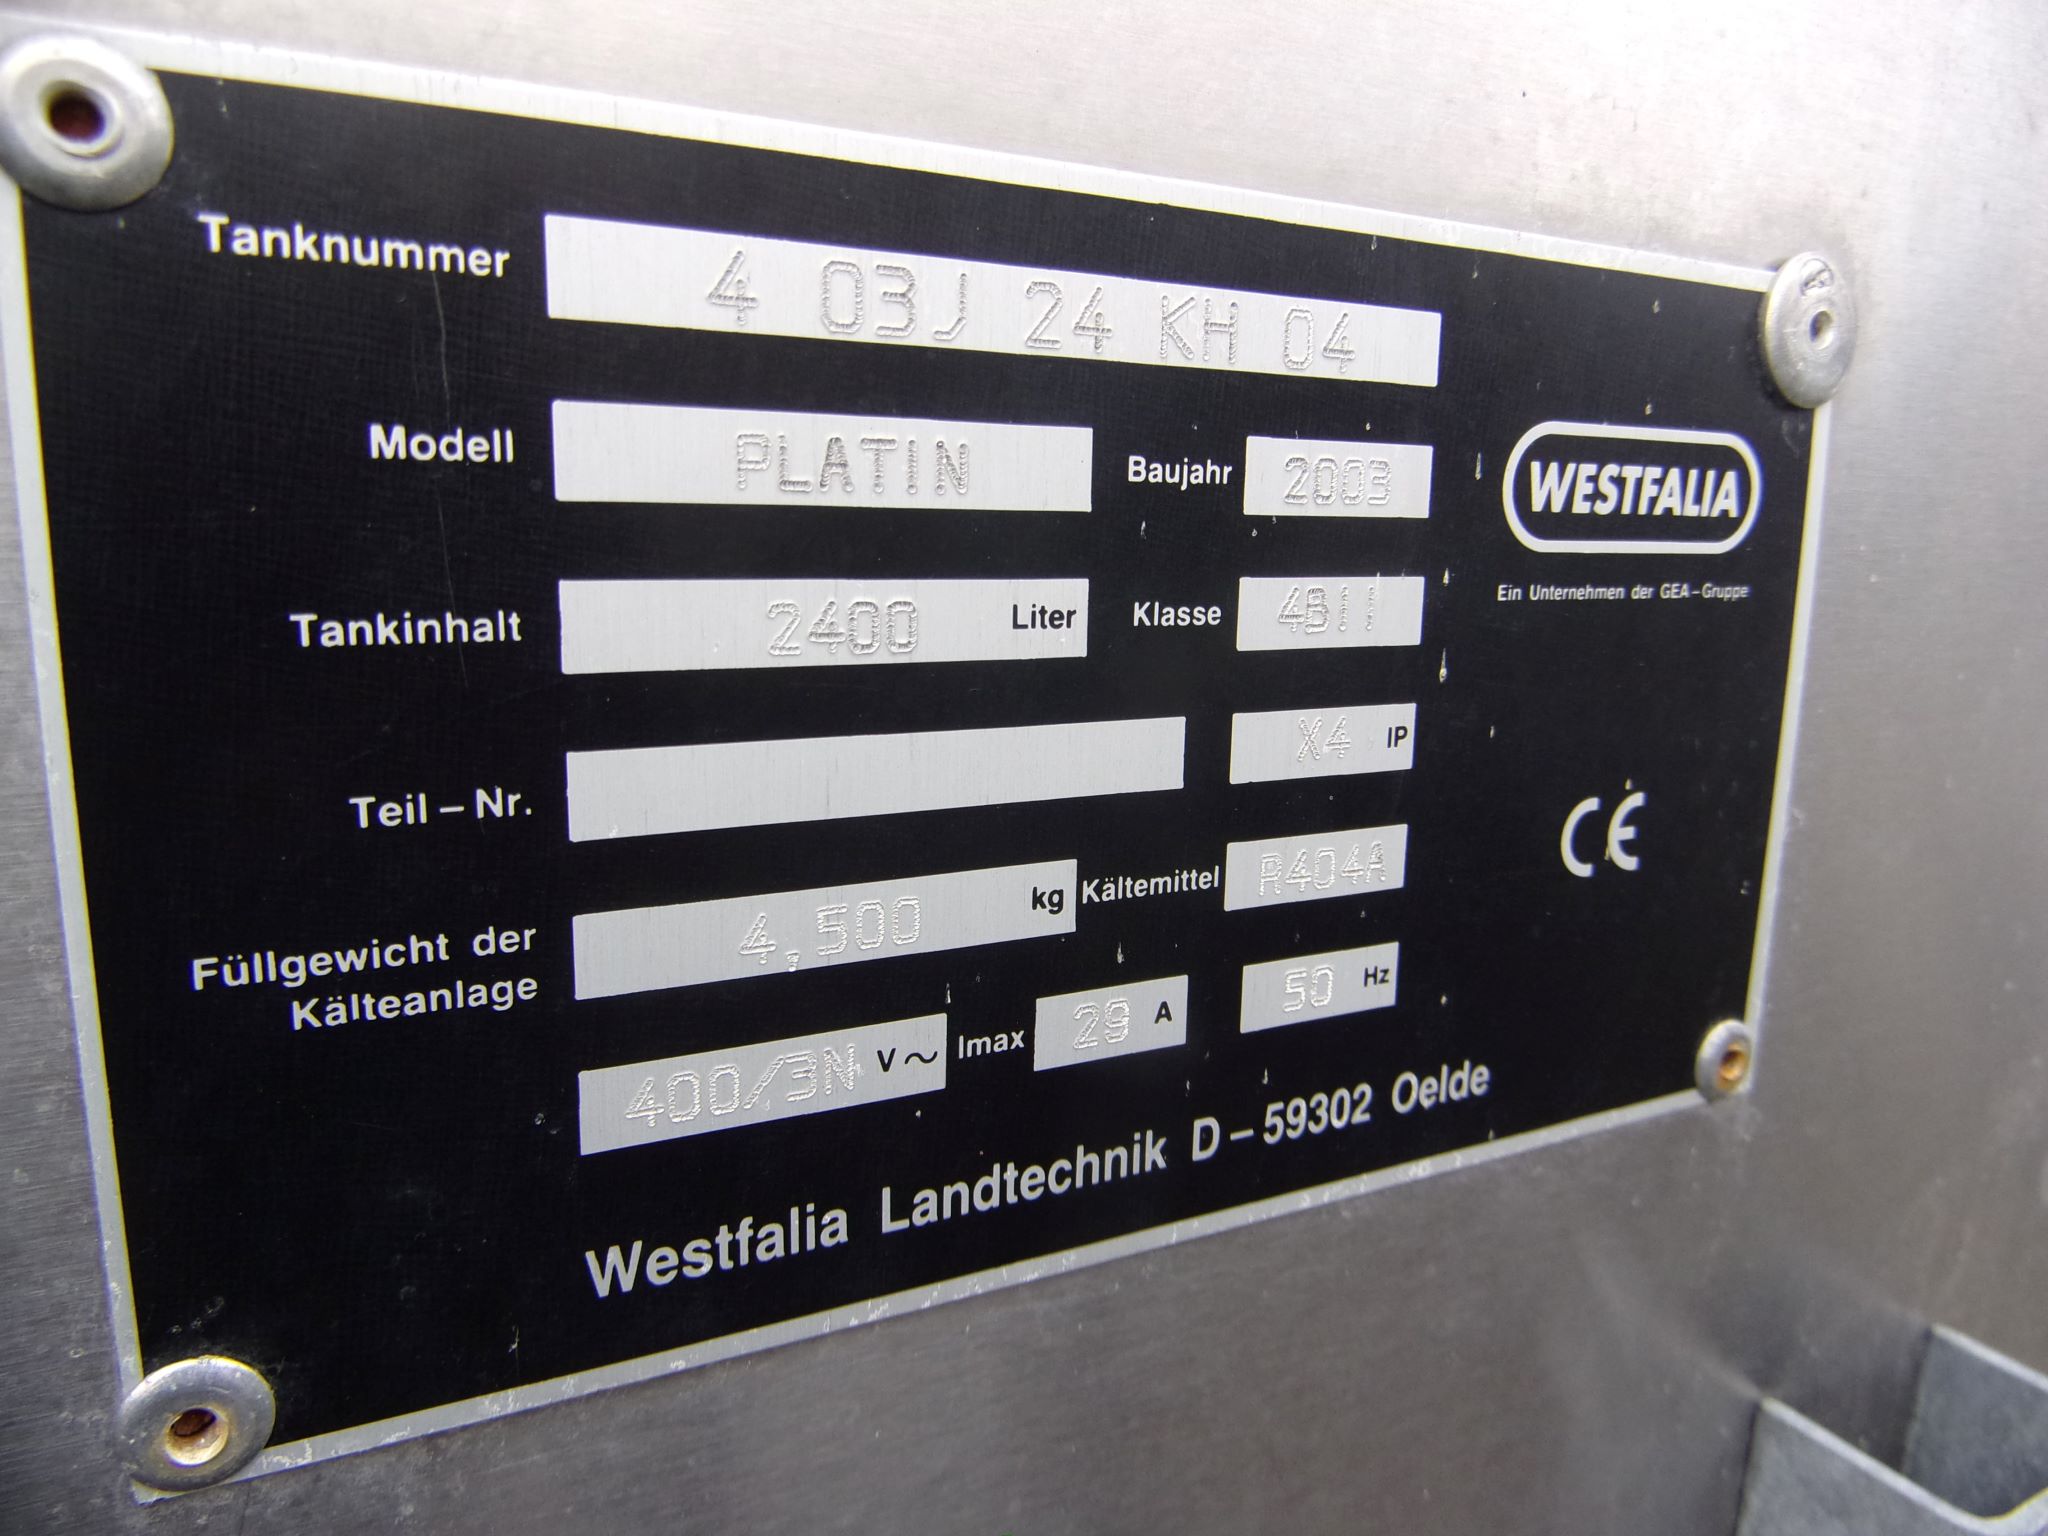 Tanknummer 4 03J 24 KH 04
Modell PLATIN Baujahr 2003
WESTFALIA
Ein Unternehmen der GEA-Gruppe
Tankinhalt 2400 Liter Klasse 4BII
Teil-Nr. X4 IP
CE
Füllgewicht der Kälteanlage 4,500 kg Kältemittel R404A
400/3N V~ Imax 29 A 50 Hz
Westfalia Landtechnik D-59302 Oelde